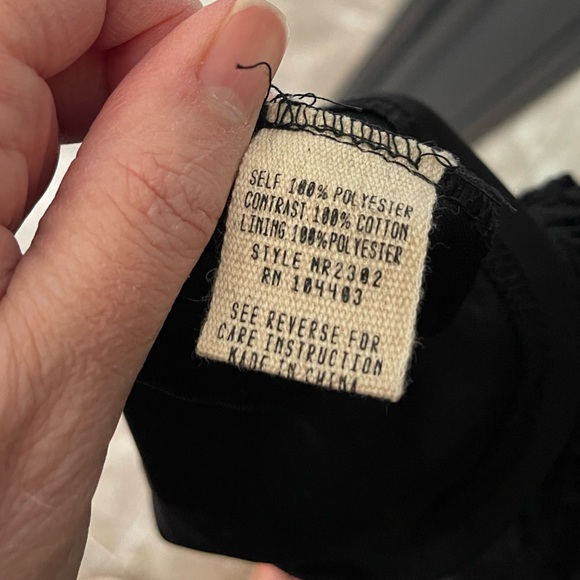 SELF 100% POLYESTER
CONTRAST 100% COTTON
LINING 100% POLYESTER
STYLE MR2302
RN 104403
SEE REVERSE FOR
CARE INSTRUCTION
MADE IN CHINA